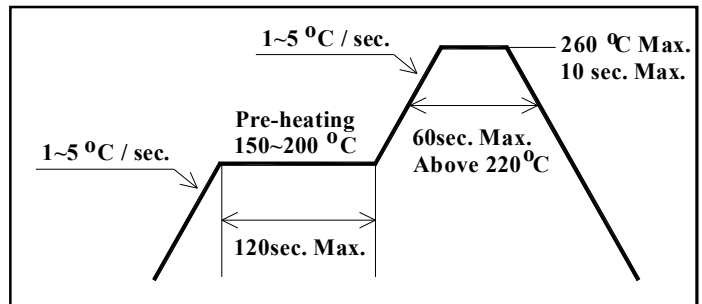 1~5 °C / sec.
260 °C Max.
10 sec. Max.
Pre-heating
150~200 °C
1~5 °C / sec.
60sec. Max.
Above 220°C
120sec. Max.